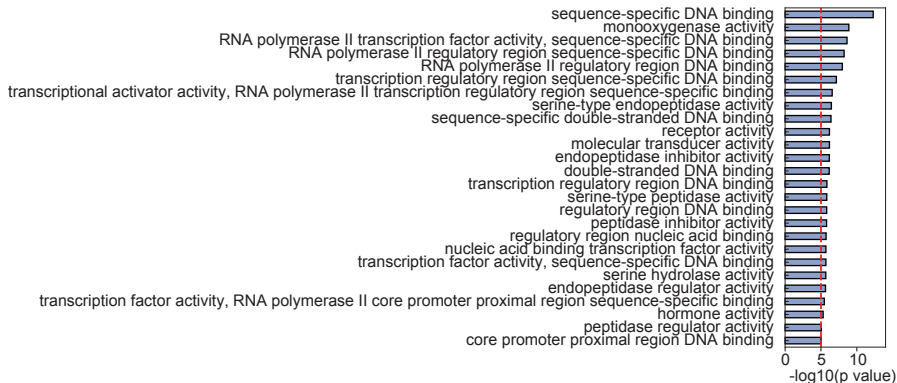 sequence-specific DNA binding
monooxygenase activity
RNA polymerase II transcription factor activity, sequence-specific DNA binding
RNA polymerase II regulatory region sequence-specific DNA binding
RNA polymerase II regulatory region DNA binding
transcription regulatory region sequence-specific DNA binding
transcriptional activator activity, RNA polymerase II transcription regulatory region sequence-specific binding
serine-type endopeptidase activity
sequence-specific double-stranded DNA binding
receptor activity
molecular transducer activity
endopeptidase inhibitor activity
double-stranded DNA binding
transcription regulatory region DNA binding
serine-type peptidase activity
regulatory region DNA binding
peptidase inhibitor activity
regulatory region nucleic acid binding
nucleic acid binding transcription factor activity
transcription factor activity, sequence-specific DNA binding
serine hydrolase activity
endopeptidase regulator activity
transcription factor activity, RNA polymerase II core promoter proximal region sequence-specific binding
hormone activity
peptidase regulator activity
core promoter proximal region DNA binding
0 5 10
-log10(p value)